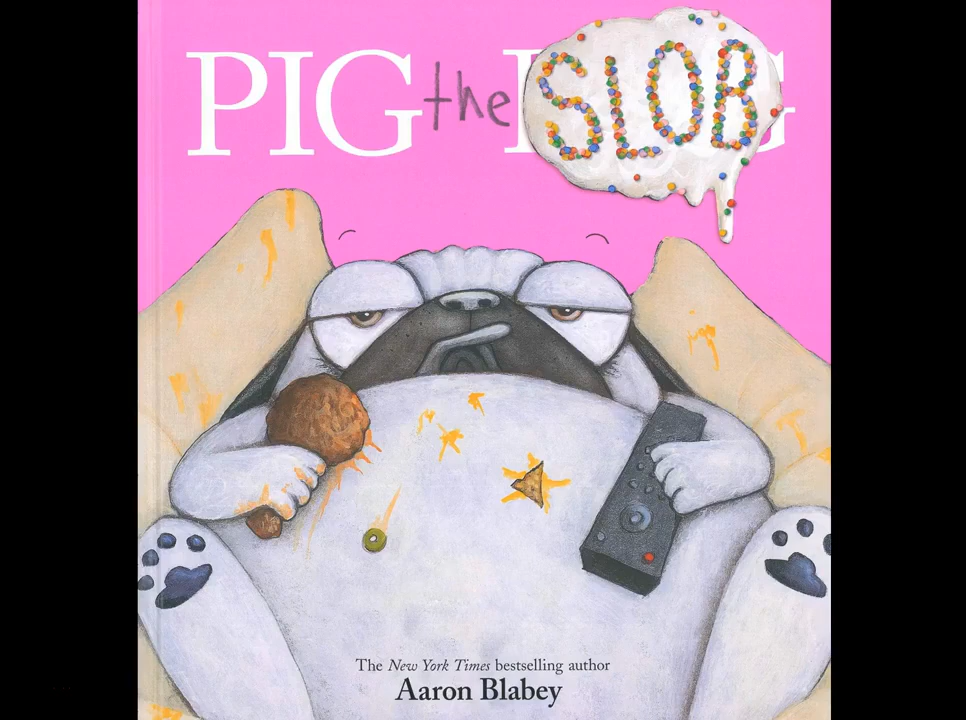 PIG the SLOB
The New York Times bestselling author
Aaron Blabey